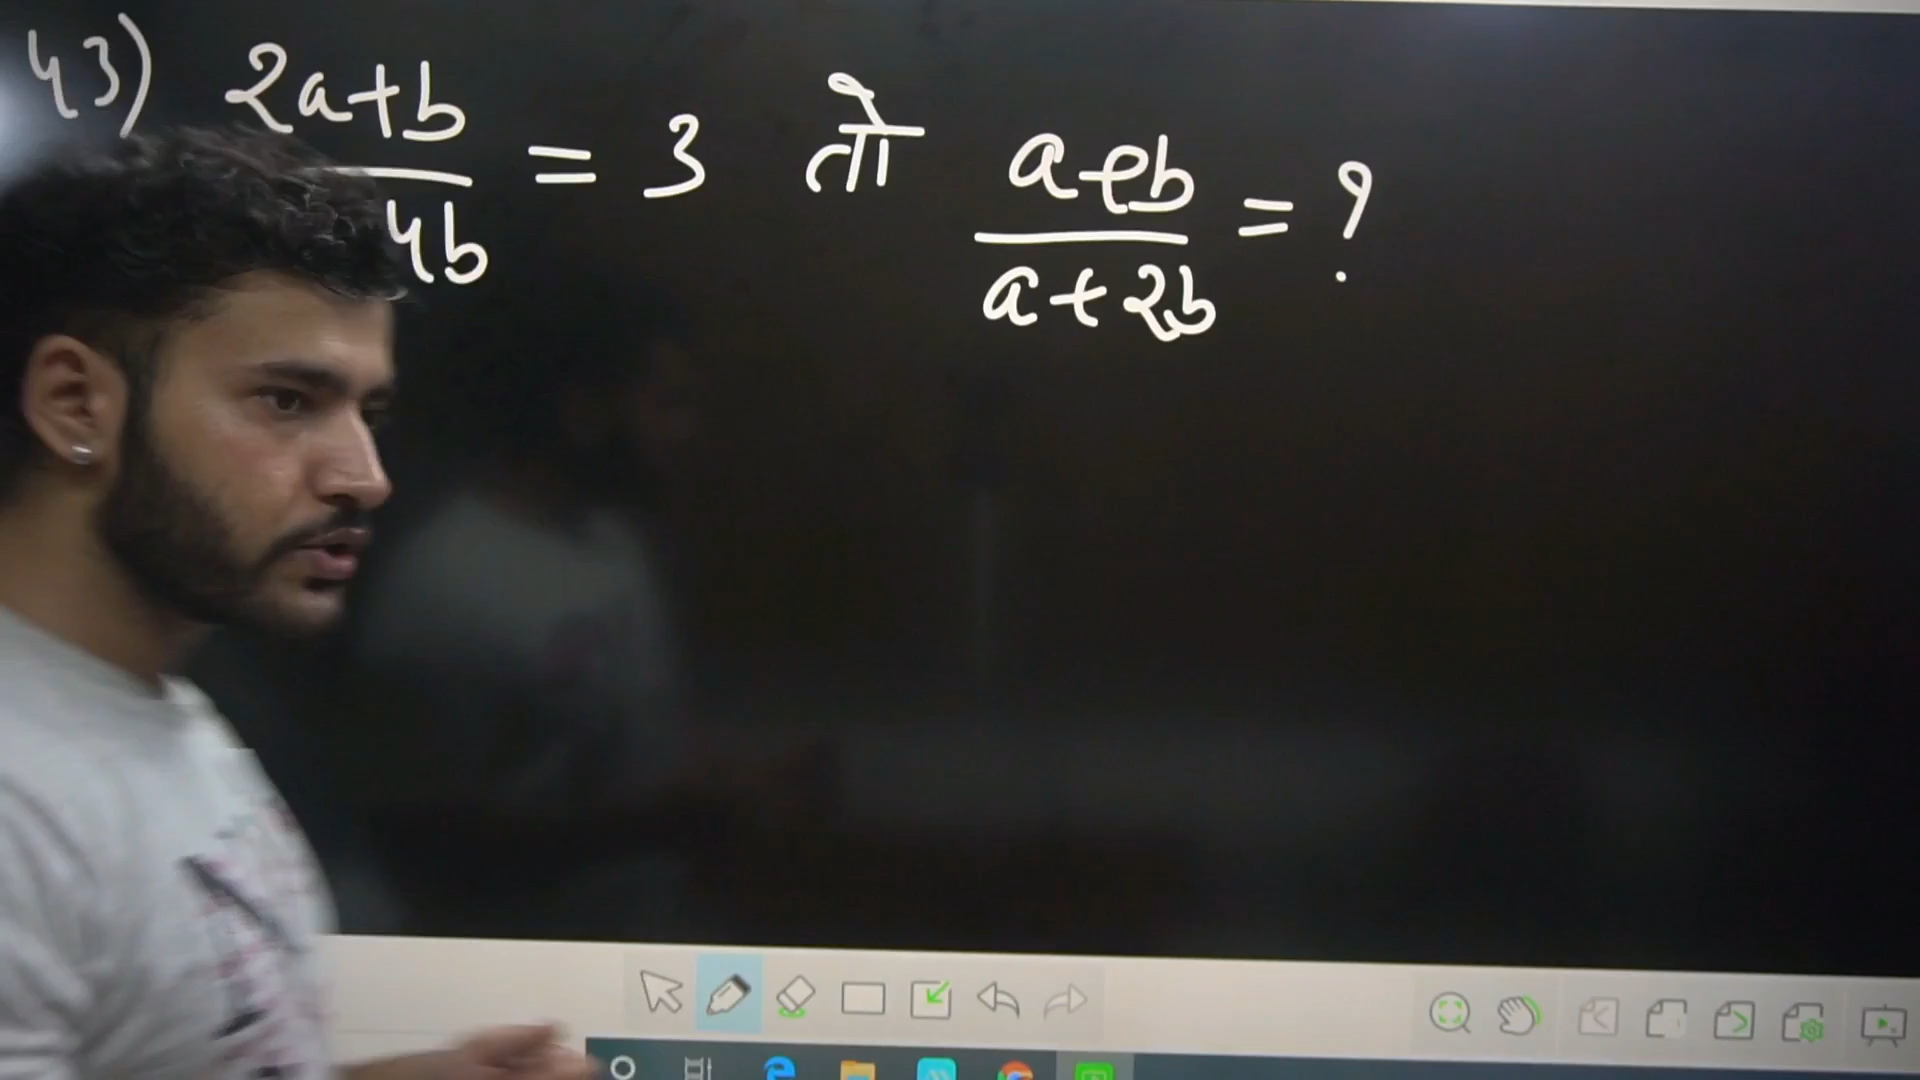 43) 2a+b = 3 तो a+b = ?
4b a+2b